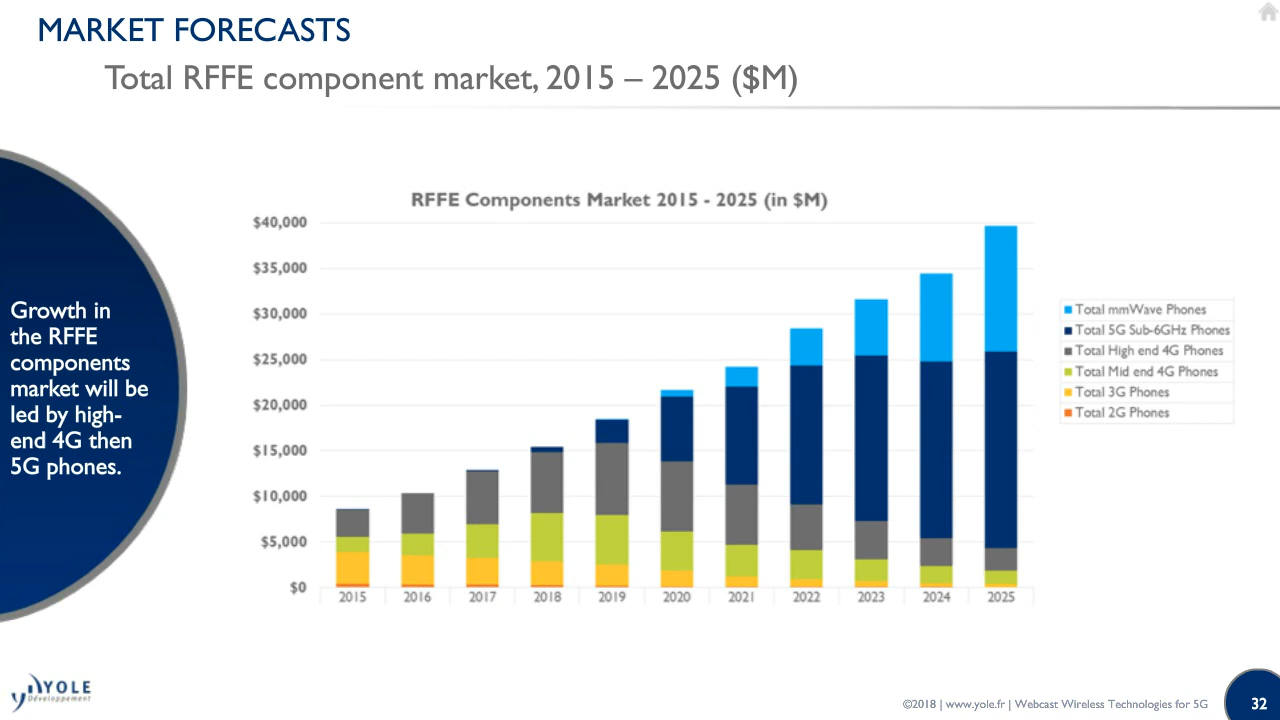 MARKET FORECASTS
Total RFFE component market, 2015 – 2025 ($M)
Growth in
the RFFE
components
market will be
led by high-
end 4G then
5G phones.
RFFE Components Market 2015 - 2025 (in $M)
$40,000
$35,000
$30,000
$25,000
$20,000
$15,000
$10,000
$5,000
$0
2015 2016 2017 2018 2019 2020 2021 2022 2023 2024 2025
Total mmWave Phones
Total 5G Sub-6GHz Phones
Total High end 4G Phones
Total Mid end 4G Phones
Total 3G Phones
Total 2G Phones
YOLE
Développement
©2018 | www.yole.fr | Webcast Wireless Technologies for 5G
32